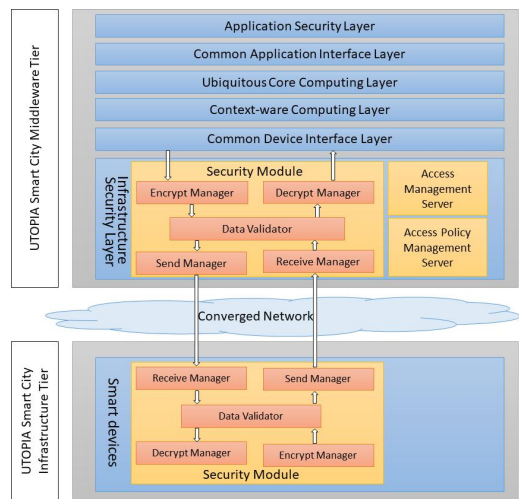 UTOPIA Smart City Middleware Tier
Application Security Layer
Common Application Interface Layer
Ubiquitous Core Computing Layer
Context-ware Computing Layer
Common Device Interface Layer
Infrastructure
Security Layer
Security Module
Encrypt Manager
Decrypt Manager
Data Validator
Send Manager
Receive Manager
Access
Management
Server
Access Policy
Management
Server
Converged Network
UTOPIA Smart City
Infrastructure Tier
Smart devices
Receive Manager
Send Manager
Data Validator
Decrypt Manager
Encrypt Manager
Security Module